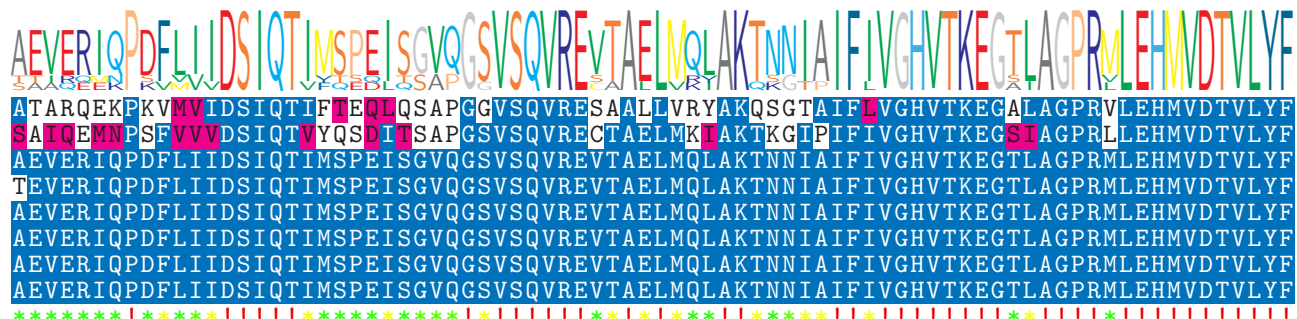 AEVERIQPDFLIIDSIQTIMSPEISGVQGSVSQVREVTAELMQLAKTNNIAIFIVGHVTKEGTLAGPRMLEHMVDTVLYF
ATARQEKPKVMVIDSIQTIFTEQLQSAPGGVSQVRESAALLVRYAKQSGTAIFLVGHVTKEGALAGPRVLEHMVDTVLYF
SAIQEMNPSFVVVDSIQTVYQSDITSAPGSVSQVRECTAELMKIAKTKGIPIFIVGHVTKEGSIAGPRLLEHMVDTVLYF
AEVERIQPDFLIIDSIQTIMSPEISGVQGSVSQVREVTAELMQLAKTNNIAIFIVGHVTKEGTLAGPRMLEHMVDTVLYF
TEVERIQPDFLIIDSIQTIMSPEISGVQGSVSQVREVTAELMQLAKTNNIAIFIVGHVTKEGTLAGPRMLEHMVDTVLYF
AEVERIQPDFLIIDSIQTIMSPEISGVQGSVSQVREVTAELMQLAKTNNIAIFIVGHVTKEGTLAGPRMLEHMVDTVLYF
AEVERIQPDFLIIDSIQTIMSPEISGVQGSVSQVREVTAELMQLAKTNNIAIFIVGHVTKEGTLAGPRMLEHMVDTVLYF
AEVERIQPDFLIIDSIQTIMSPEISGVQGSVSQVREVTAELMQLAKTNNIAIFIVGHVTKEGTLAGPRMLEHMVDTVLYF
AEVERIQPDFLIIDSIQTIMSPEISGVQGSVSQVREVTAELMQLAKTNNIAIFIVGHVTKEGTLAGPRMLEHMVDTVLYF
*******!*****!!!!!**********!*!!!!!!**!*!***!!*****!!*!!!!!!!!**!!!!*!!!!!!!!!!!